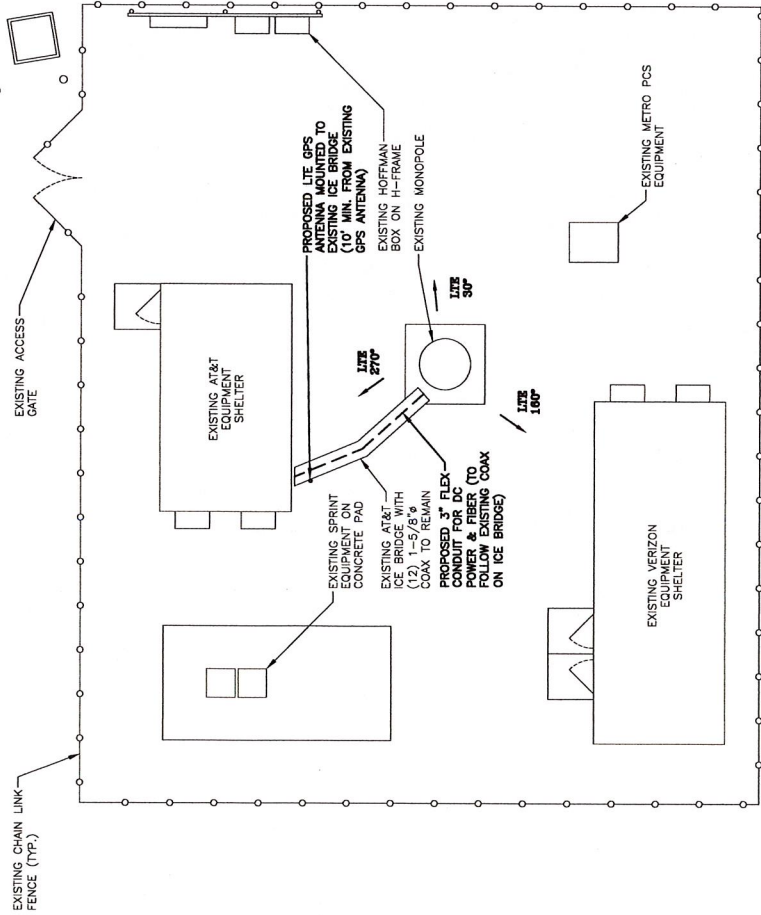 EXISTING CHAIN LINK
FENCE (TYP.)
EXISTING ACCESS
GATE
EXISTING AT&T
EQUIPMENT
SHELTER
PROPOSED LTE GPS
ANTENNA MOUNTED TO
EXISTING ICE BRIDGE
(10' MIN. FROM EXISTING
GPS ANTENNA)
EXISTING HOFFMAN
BOX ON H-FRAME
EXISTING MONOPOLE
LTE
270°
LTE
30°
LTE
160°
EXISTING SPRINT
EQUIPMENT ON
CONCRETE PAD
EXISTING AT&T
ICE BRIDGE WITH
(12) 1-5/8"ø
COAX TO REMAIN
PROPOSED 3" FLEX
CONDUIT FOR DC
POWER & FIBER (TO
FOLLOW EXISTING COAX
ON ICE BRIDGE)
EXISTING METRO PCS
EQUIPMENT
EXISTING VERIZON
EQUIPMENT
SHELTER